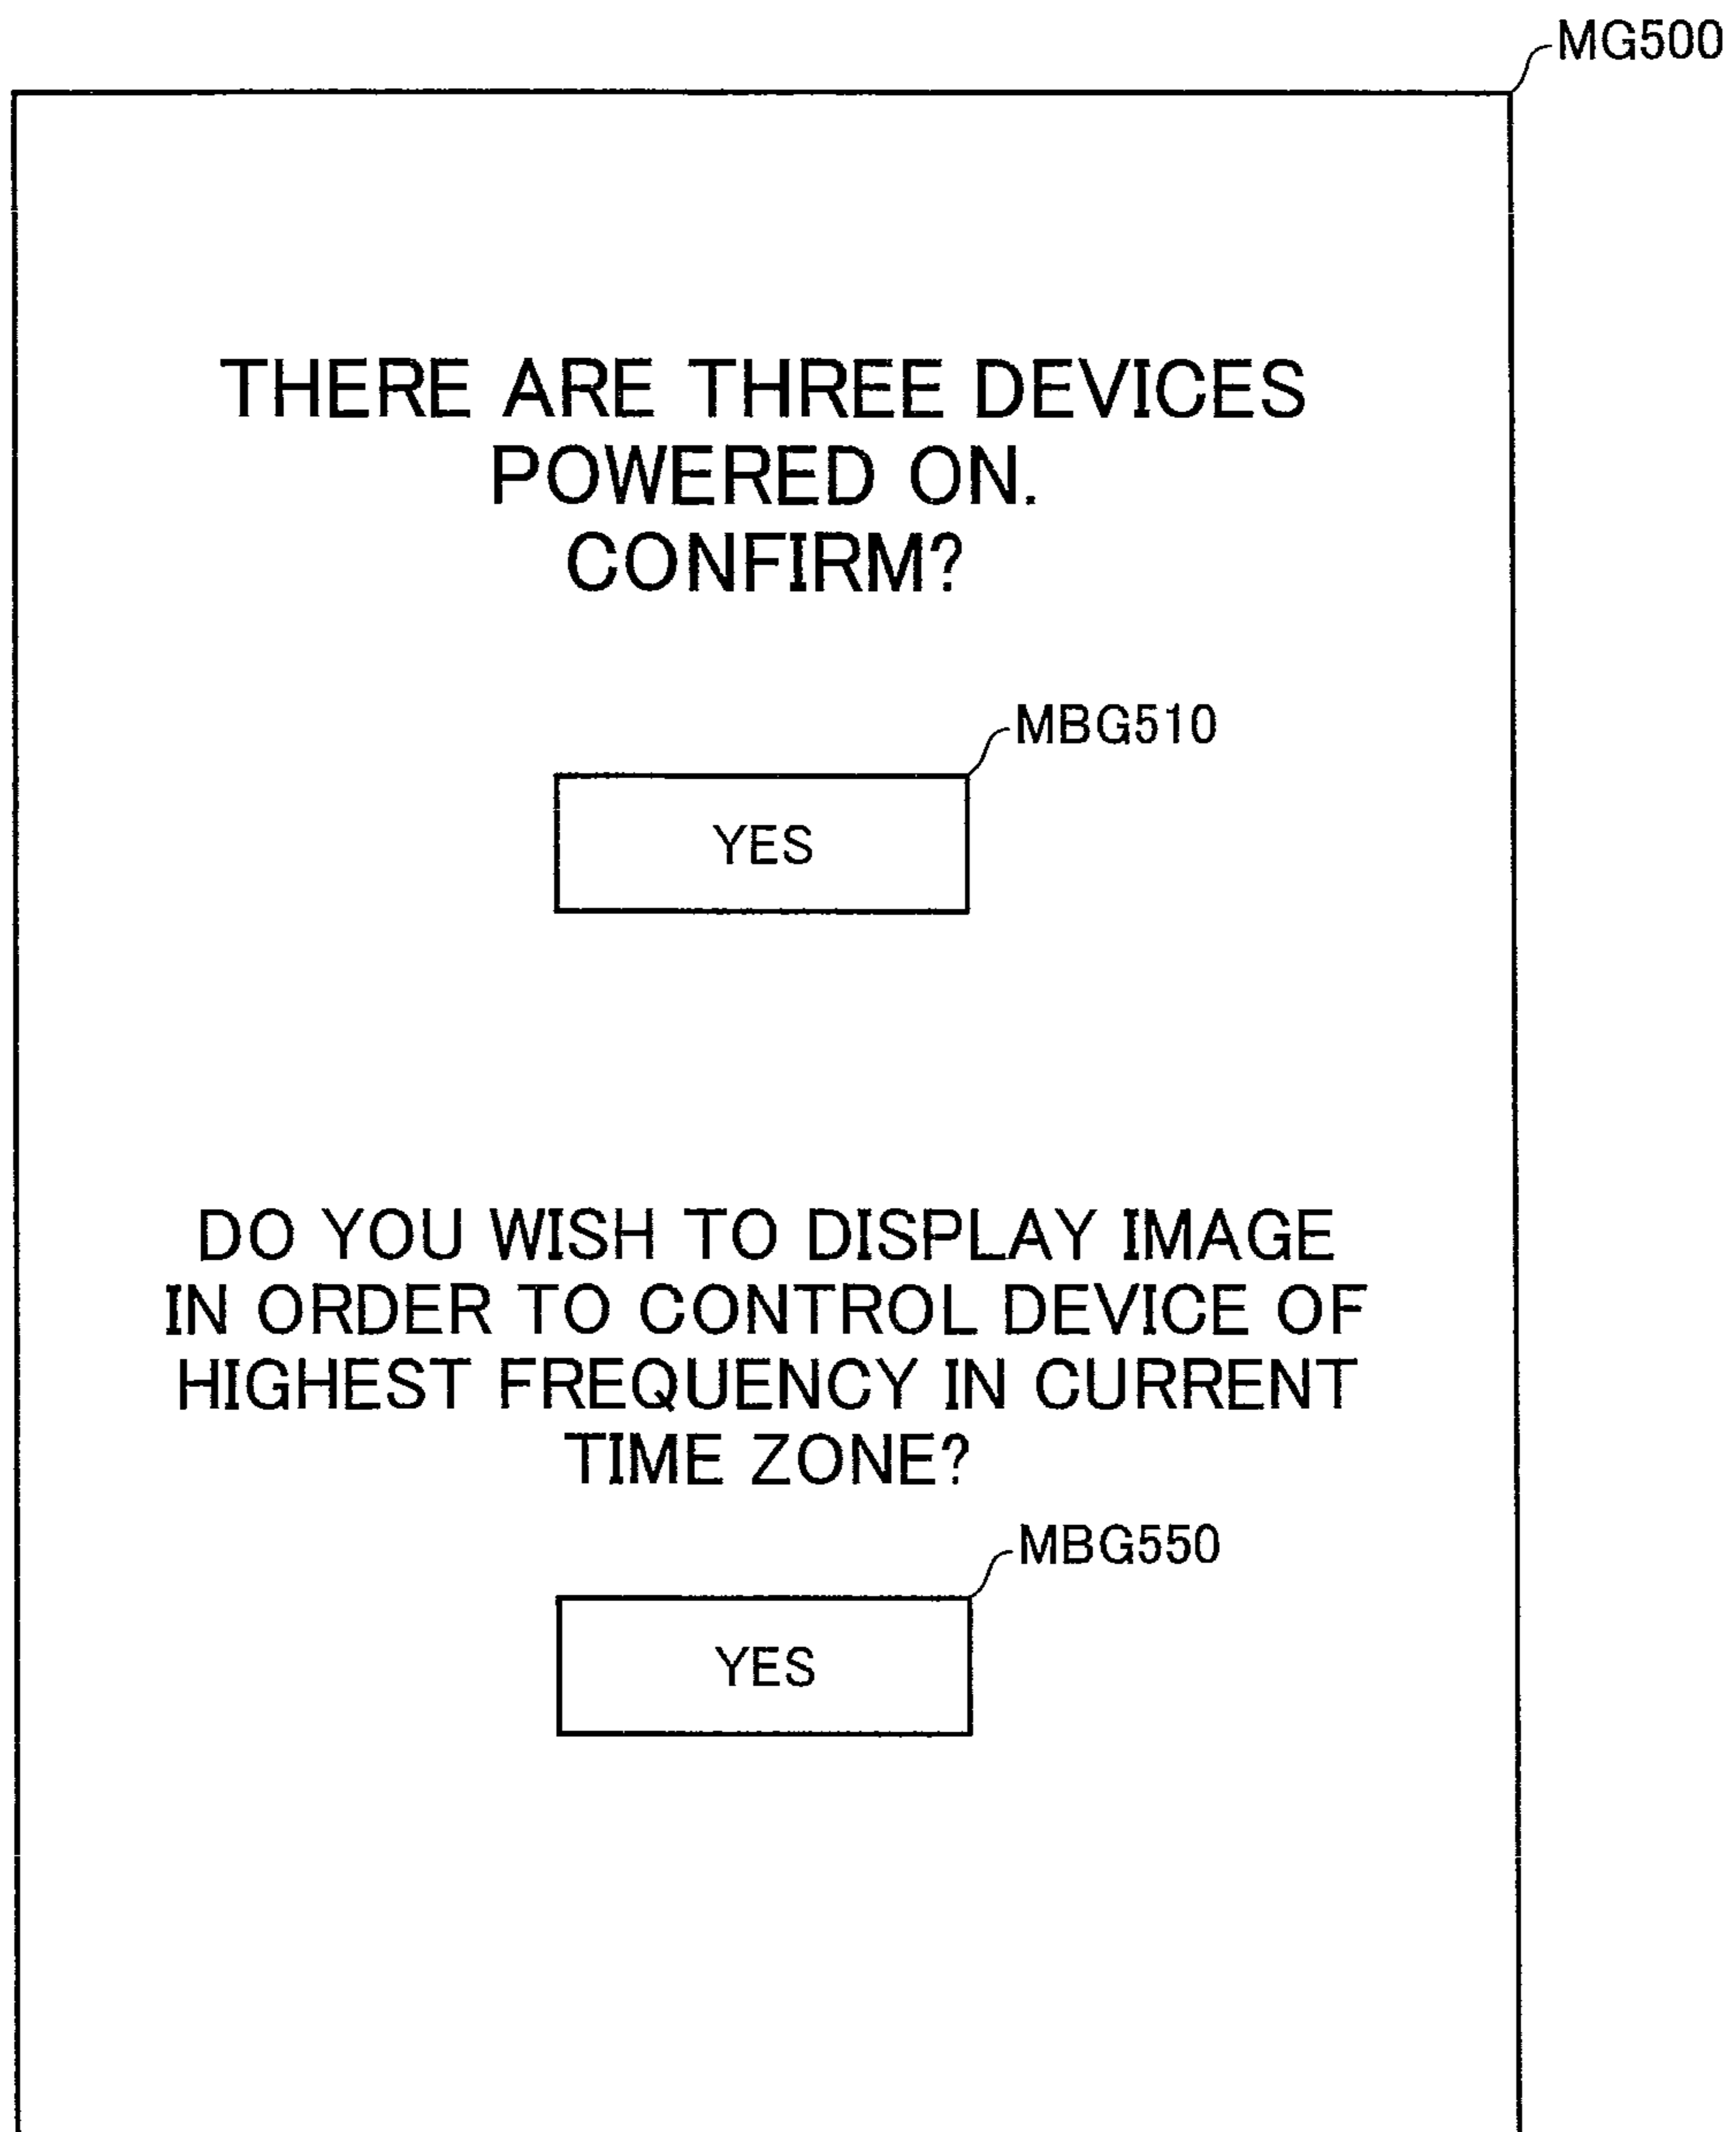 MG500
THERE ARE THREE DEVICES
POWERED ON.
CONFIRM?
MBG510
YES
DO YOU WISH TO DISPLAY IMAGE
IN ORDER TO CONTROL DEVICE OF
HIGHEST FREQUENCY IN CURRENT
TIME ZONE?
MBG550
YES